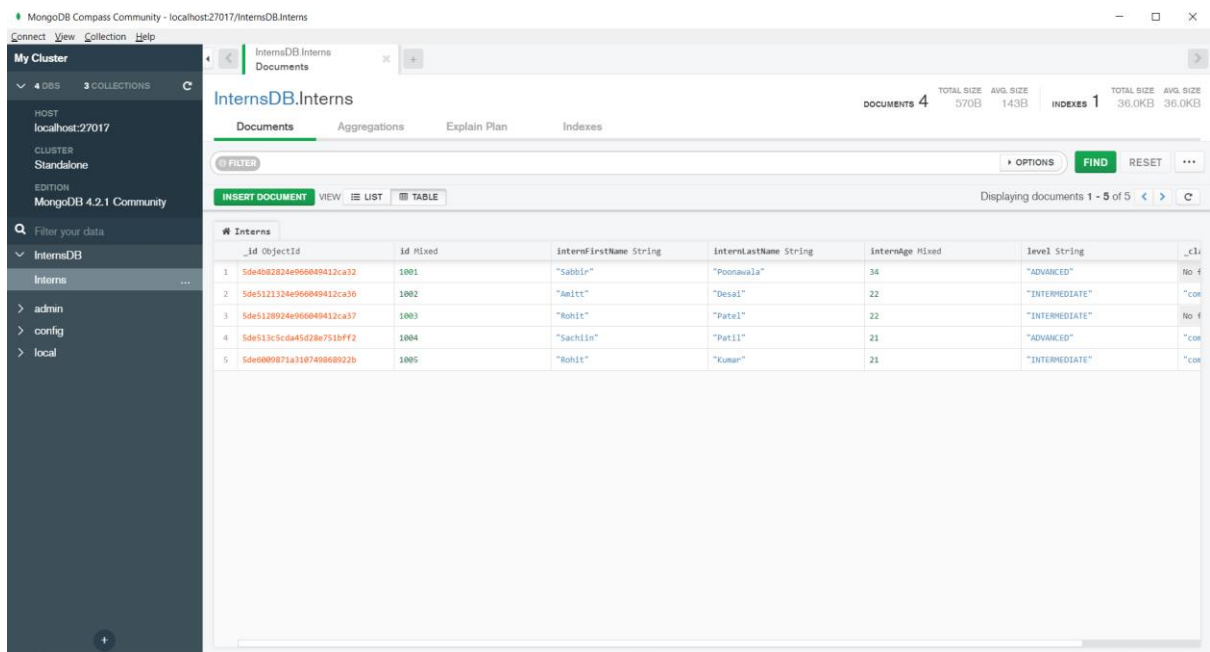 MongoDB Compass Community - localhost:27017/InternsDB.Interns
Connect View Collection Help
My Cluster
4 DBS 3 COLLECTIONS
HOST
localhost:27017
CLUSTER
Standalone
EDITION
MongoDB 4.2.1 Community
Filter your data
InternsDB
Interns
admin
config
local
InternsDB.Interns
Documents
InternsDB.Interns
DOCUMENTS 4 TOTAL SIZE 570B AVG. SIZE 143B INDEXES 1 TOTAL SIZE 36.0KB AVG. SIZE 36.0KB
Documents Aggregations Explain Plan Indexes
FILTER OPTIONS FIND RESET ...
INSERT DOCUMENT VIEW LIST TABLE Displaying documents 1 - 5 of 5
Interns
_id ObjectId id Mixed internFirstName String internLastName String internAge Mixed level String _cla
1 5de4b82824e966049412ca32 1001 "Sabbir" "Poonawala" 34 "ADVANCED" No f
2 5de5121324e966049412ca36 1002 "Amitt" "Desai" 22 "INTERMEDIATE" "com
3 5de5128924e966049412ca37 1003 "Rohit" "Patel" 22 "INTERMEDIATE" No f
4 5de513c5cda45d28e751bff2 1004 "Sachiin" "Patil" 21 "ADVANCED" "com
5 5de6009871a310749868922b 1005 "Rohit" "Kumar" 21 "INTERMEDIATE" "com